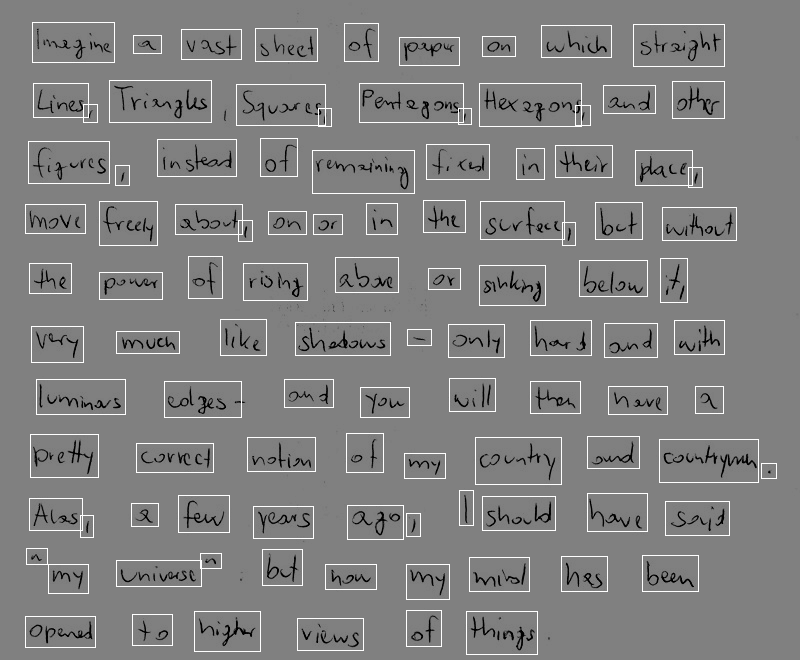 Imagine a vast sheet of paper on which straight
Lines, Triangles, Squares, Pentagons, Hexagons, and other
figures, instead of remaining fixed in their place,
move freely about, on or in the surface, but without
the power of rising above or sinking below it,
very much like shadows - only hard and with
luminous edges - and you will then have a
pretty correct notion of my country and countrymen.
Alas, a few years ago, I should have said
"my universe": but now my mind has been
opened to higher views of things.